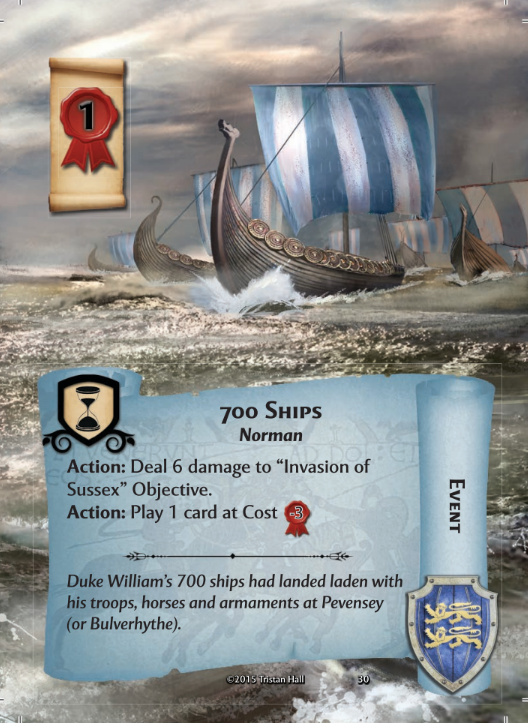 1
700 Ships
Norman
Action: Deal 6 damage to “Invasion of
Sussex” Objective.
Action: Play 1 card at Cost -3
Duke William's 700 ships had landed laden with
his troops, horses and armaments at Pevensey
(or Bulverhythe).
Event
©2015 Tristan Hall
30